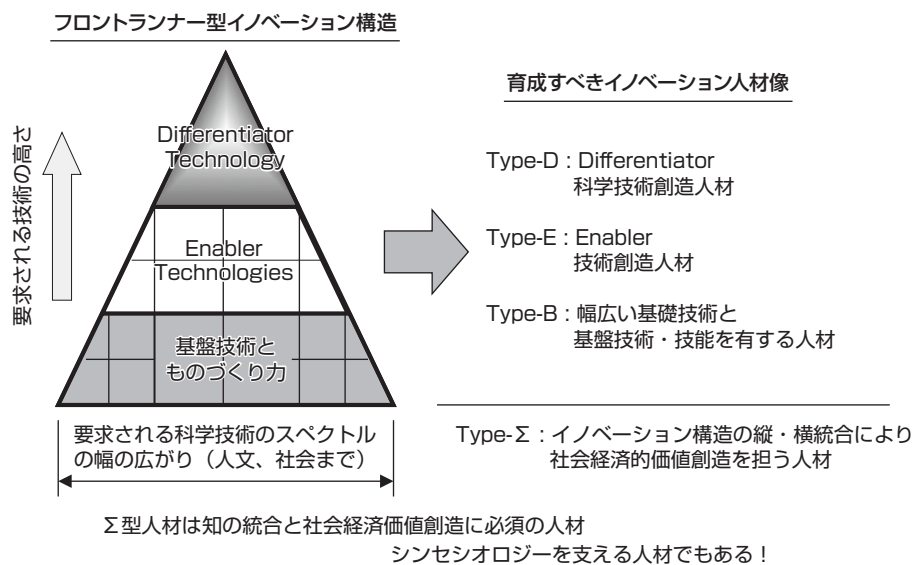 フロントランナー型イノベーション構造
要求される技術の高さ
Differentiator
Technology
Enabler
Technologies
基盤技術と
ものづくり力
要求される科学技術のスペクトル
の幅の広がり（人文、社会まで）
育成すべきイノベーション人材像
Type-D：Differentiator
科学技術創造人材
Type-E：Enabler
技術創造人材
Type-B：幅広い基礎技術と
基盤技術・技能を有する人材
Type-Σ：イノベーション構造の縦・横統合により
社会経済的価値創造を担う人材
Σ型人材は知の統合と社会経済価値創造に必須の人材
シンセシオロジーを支える人材でもある！